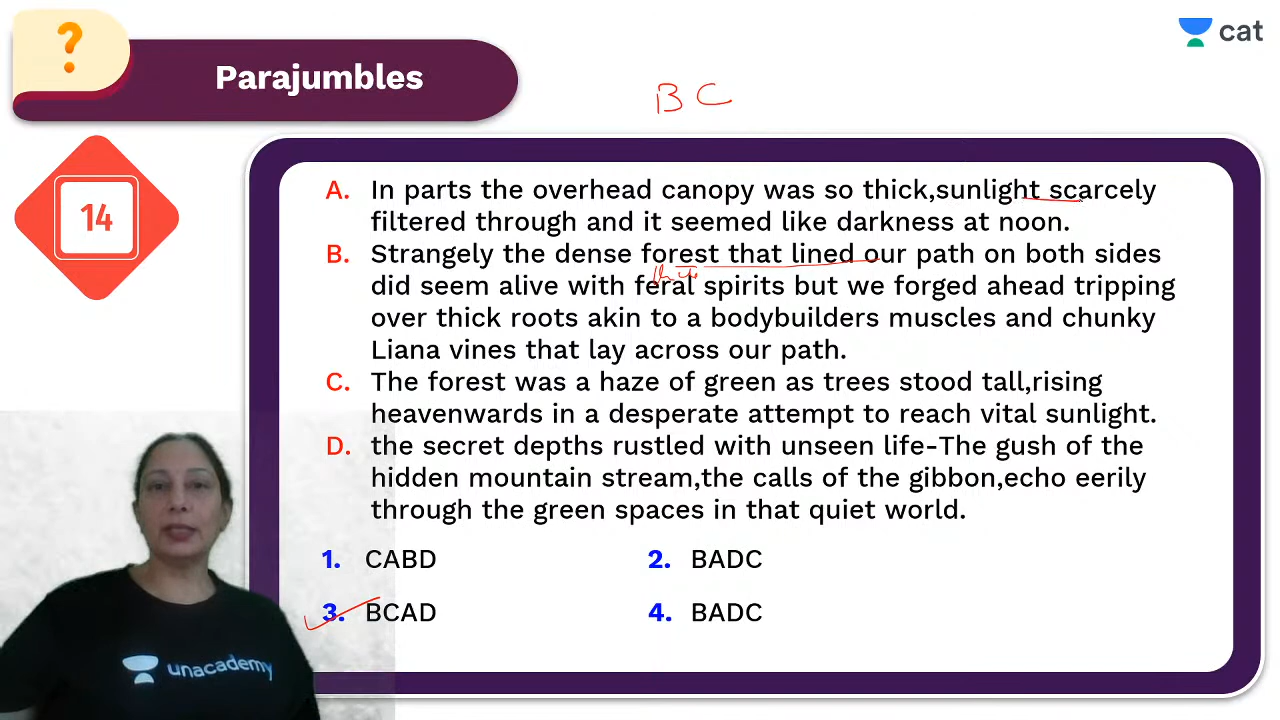 ?
Parajumbles
cat
B C
14
A. In parts the overhead canopy was so thick,sunlight scarcely
filtered through and it seemed like darkness at noon.
B. Strangely the dense forest that lined our path on both sides
did seem alive with feral spirits but we forged ahead tripping
over thick roots akin to a bodybuilders muscles and chunky
Liana vines that lay across our path.
C. The forest was a haze of green as trees stood tall,rising
heavenwards in a desperate attempt to reach vital sunlight.
D. the secret depths rustled with unseen life-The gush of the
hidden mountain stream,the calls of the gibbon,echo eerily
through the green spaces in that quiet world.
1. CABD
2. BADC
3. BCAD
4. BADC
unacademy